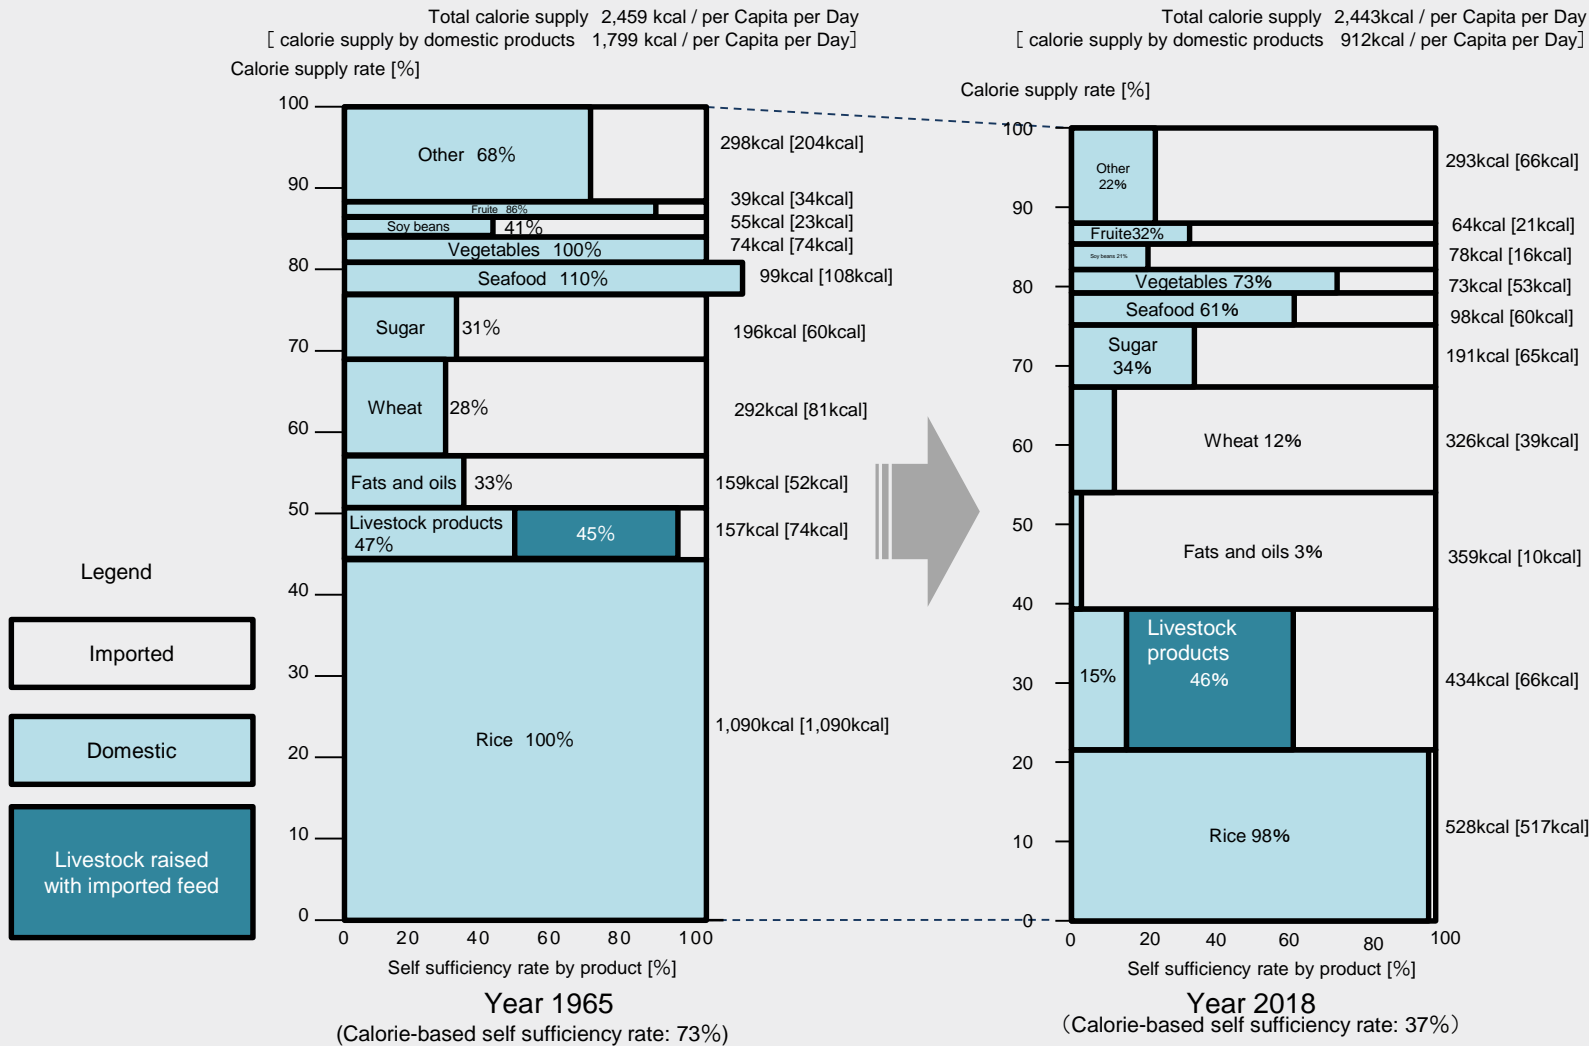 Total calorie supply 2,459 kcal / per Capita per Day
[ calorie supply by domestic products 1,799 kcal / per Capita per Day]
Calorie supply rate [%]
100
90
80
70
60
50
40
30
20
10
0
Other 68%
Fruite 86%
Soy beans 41%
Vegetables 100%
Seafood 110%
Sugar 31%
Wheat 28%
Fats and oils 33%
Livestock products
47%
45%
Rice 100%
298kcal [204kcal]
39kcal [34kcal]
55kcal [23kcal]
74kcal [74kcal]
99kcal [108kcal]
196kcal [60kcal]
292kcal [81kcal]
159kcal [52kcal]
157kcal [74kcal]
1,090kcal [1,090kcal]
0 20 40 60 80 100
Self sufficiency rate by product [%]
Year 1965
(Calorie-based self sufficiency rate: 73%)
Legend
Imported
Domestic
Livestock raised
with imported feed
Total calorie supply 2,443kcal / per Capita per Day
[ calorie supply by domestic products 912kcal / per Capita per Day]
Calorie supply rate [%]
100
90
80
70
60
50
40
30
20
10
0
Other
22%
Fruite32%
Soy beans 21%
Vegetables 73%
Seafood 61%
Sugar
34%
Wheat 12%
Fats and oils 3%
Livestock
products
15%
46%
Rice 98%
293kcal [66kcal]
64kcal [21kcal]
78kcal [16kcal]
73kcal [53kcal]
98kcal [60kcal]
191kcal [65kcal]
326kcal [39kcal]
359kcal [10kcal]
434kcal [66kcal]
528kcal [517kcal]
0 20 40 60 80 100
Self sufficiency rate by product [%]
Year 2018
（Calorie-based self sufficiency rate: 37%）